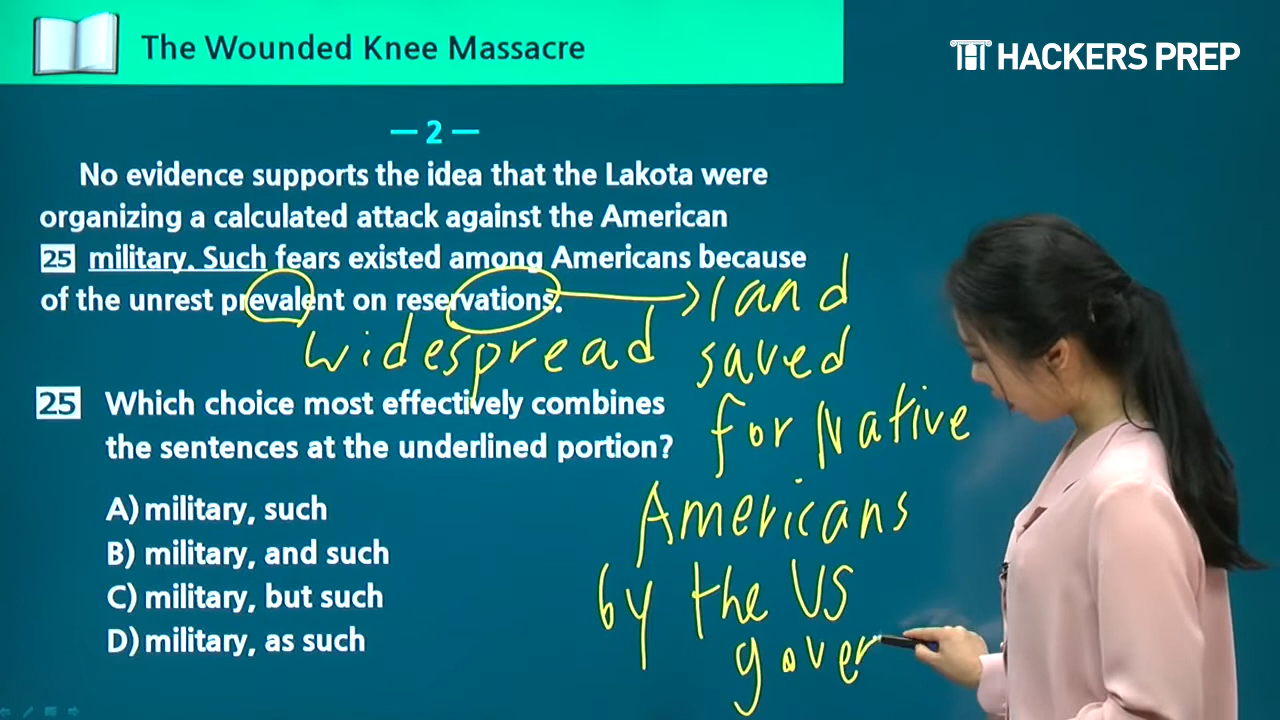 The Wounded Knee Massacre
HACKERS PREP
— 2 —
No evidence supports the idea that the Lakota were
organizing a calculated attack against the American
25 military. Such fears existed among Americans because
of the unrest prevalent on reservations.
land
widespread
saved
for Native
Americans
by the US
gover
25 Which choice most effectively combines
the sentences at the underlined portion?
A) military, such
B) military, and such
C) military, but such
D) military, as such